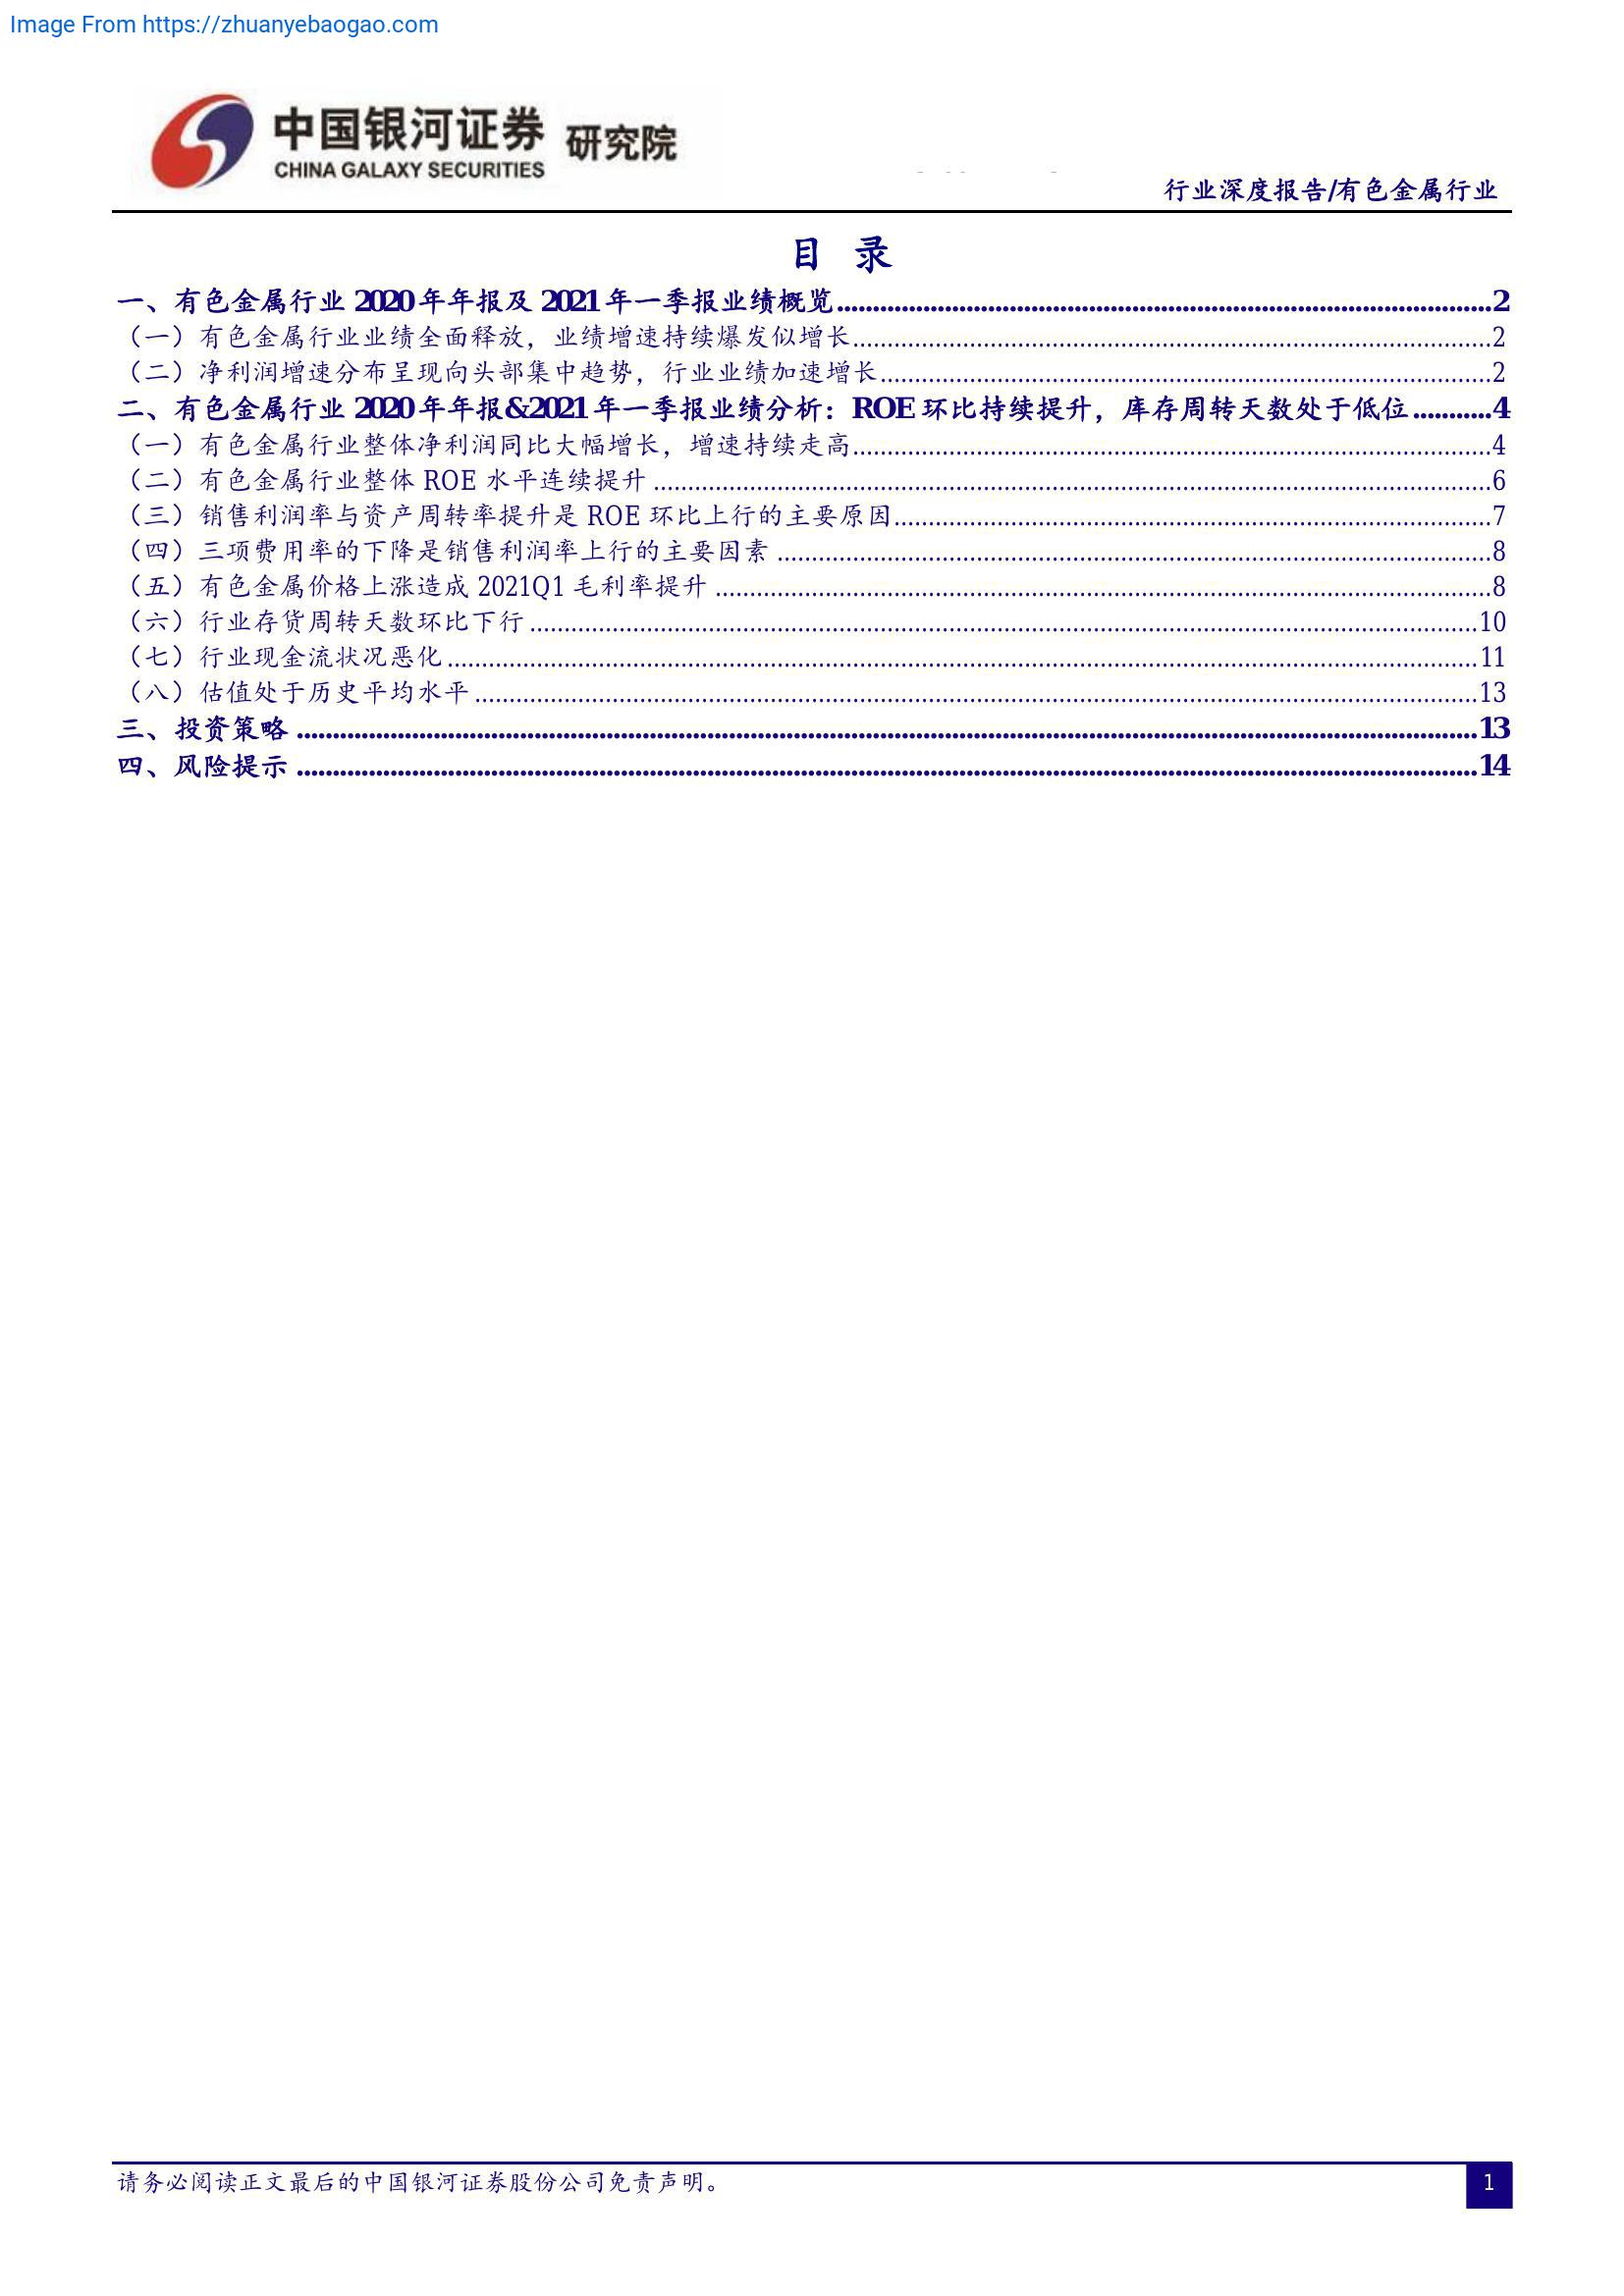 Image From https://zhuanyebaogao.com
中国银河证券 研究院
CHINA GALAXY SECURITIES
行业深度报告/有色金属行业
目 录
一、有色金属行业 2020 年年报及 2021 年一季报业绩概览........2
（一）有色金属行业业绩全面释放，业绩增速持续爆发似增长........2
（二）净利润增速分布呈现向头部集中趋势，行业业绩加速增长........2
二、有色金属行业 2020 年年报&2021 年一季报业绩分析：ROE 环比持续提升，库存周转天数处于低位........4
（一）有色金属行业整体净利润同比大幅增长，增速持续走高........4
（二）有色金属行业整体 ROE 水平连续提升........6
（三）销售利润率与资产周转率提升是 ROE 环比上行的主要原因........7
（四）三项费用率的下降是销售利润率上行的主要因素........8
（五）有色金属价格上涨造成 2021Q1 毛利率提升........8
（六）行业存货周转天数环比下行........10
（七）行业现金流状况恶化........11
（八）估值处于历史平均水平........13
三、投资策略........13
四、风险提示........14
请务必阅读正文最后的中国银河证券股份公司免责声明。
1